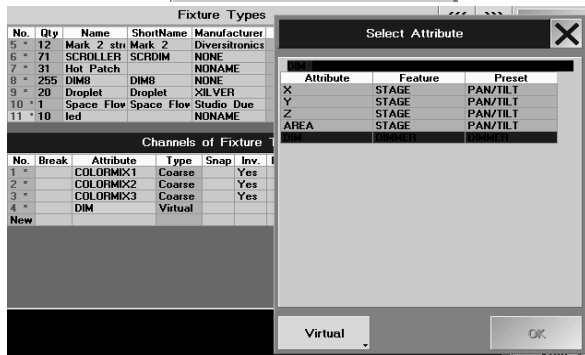 Fixture Types
No. Qty Name ShortName Manufacturer
5 * 12 Mark 2 stro Mark 2 Diversitronics
6 * 71 SCROLLER SCRDIM NONE
7 * 31 Hot Patch NONAME
8 * 255 DIM8 DIM8 NONE
9 * 20 Droplet Droplet XILVER
10 * 1 Space Flow Space Flow Studio Due
11 * 10 led NONAME
Channels of Fixture T
No. Break Attribute Type Snap Inv.
1 * COLORMIX1 Coarse Yes
2 * COLORMIX2 Coarse Yes
3 * COLORMIX3 Coarse Yes
4 * DIM Virtual
New
Select Attribute
DIM
Attribute Feature Preset
X STAGE PAN/TILT
Y STAGE PAN/TILT
Z STAGE PAN/TILT
AREA STAGE PAN/TILT
DIM DIMMER DIMMER
Virtual
OK